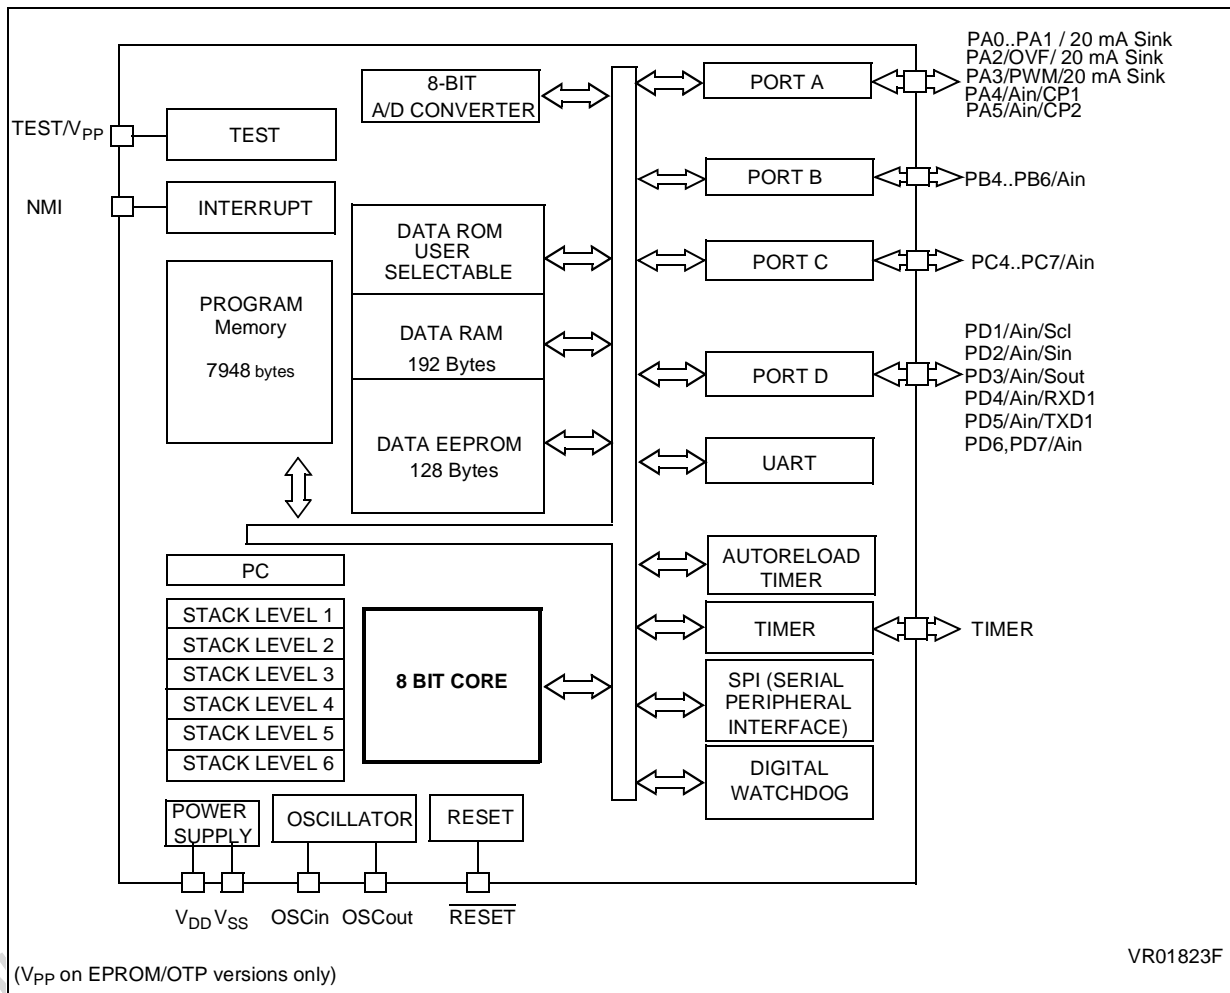 PA0..PA1 / 20 mA Sink
PA2/OVF/ 20 mA Sink
PA3/PWM/20 mA Sink
PA4/Ain/CP1
PA5/Ain/CP2
8-BIT
A/D CONVERTER
PORT A
TEST/VPP
TEST
PORT B
PB4..PB6/Ain
NMI
INTERRUPT
DATA ROM
USER
SELECTABLE
PORT C
PC4..PC7/Ain
PROGRAM
Memory
7948 bytes
DATA RAM
192 Bytes
PORT D
PD1/Ain/Scl
PD2/Ain/Sin
PD3/Ain/Sout
PD4/Ain/RXD1
PD5/Ain/TXD1
PD6,PD7/Ain
DATA EEPROM
128 Bytes
UART
PC
AUTORELOAD
TIMER
STACK LEVEL 1
STACK LEVEL 2
STACK LEVEL 3
STACK LEVEL 4
STACK LEVEL 5
STACK LEVEL 6
8 BIT CORE
TIMER
TIMER
SPI (SERIAL
PERIPHERAL
INTERFACE)
DIGITAL
WATCHDOG
POWER
SUPPLY
OSCILLATOR
RESET
VDD VSS
OSCin
OSCout
RESET
VR01823F
(VPP on EPROM/OTP versions only)